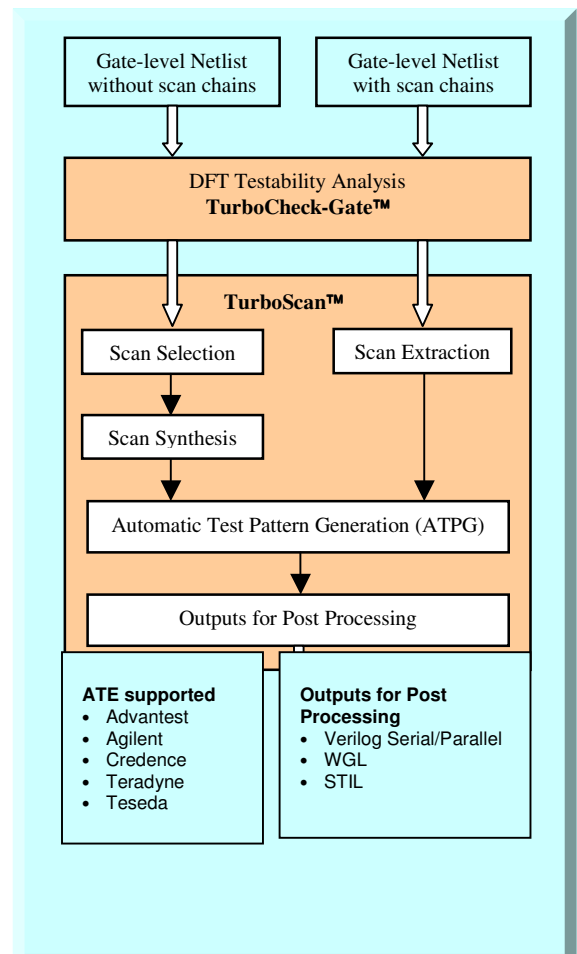 Gate-level Netlist
without scan chains
Gate-level Netlist
with scan chains
DFT Testability Analysis
TurboCheck-Gate™
TurboScan™
Scan Selection
Scan Extraction
Scan Synthesis
Automatic Test Pattern Generation (ATPG)
Outputs for Post Processing
ATE supported
• Advantest
• Agilent
• Credence
• Teradyne
• Teseda
Outputs for Post
Processing
• Verilog Serial/Parallel
• WGL
• STIL